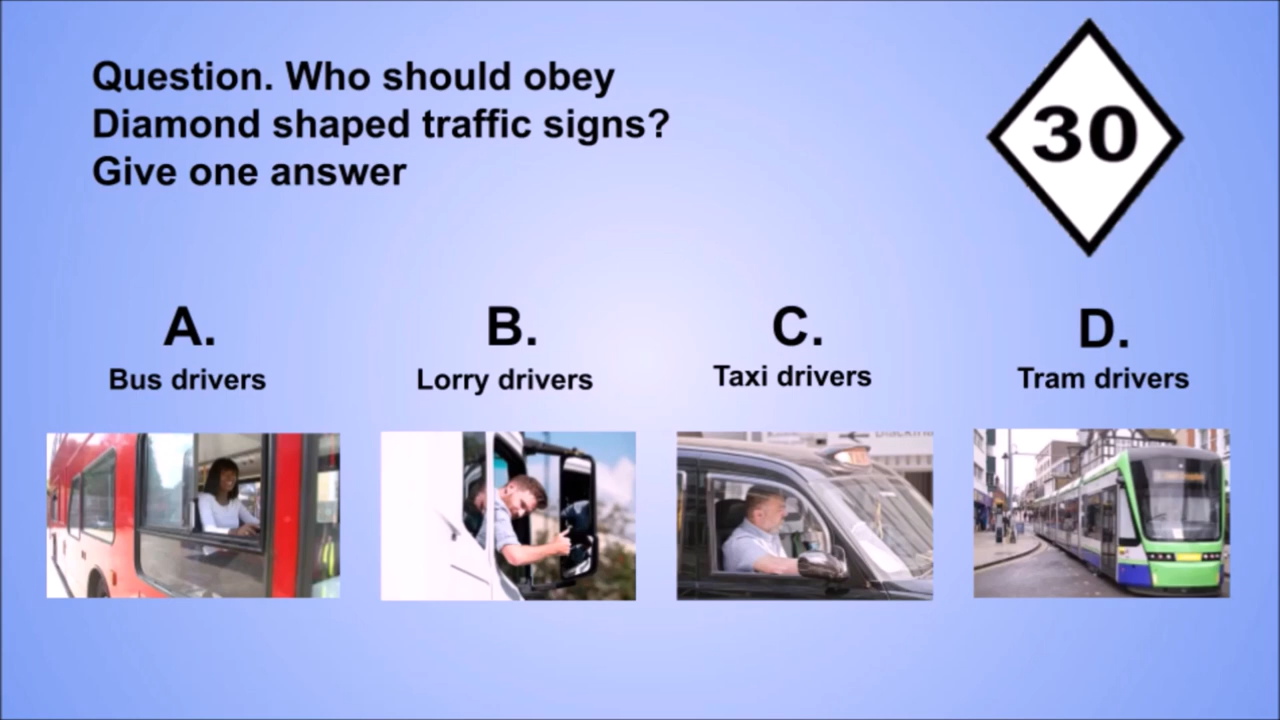 Question. Who should obey
Diamond shaped traffic signs?
Give one answer
30
A.
B.
C.
D.
Bus drivers
Lorry drivers
Taxi drivers
Tram drivers